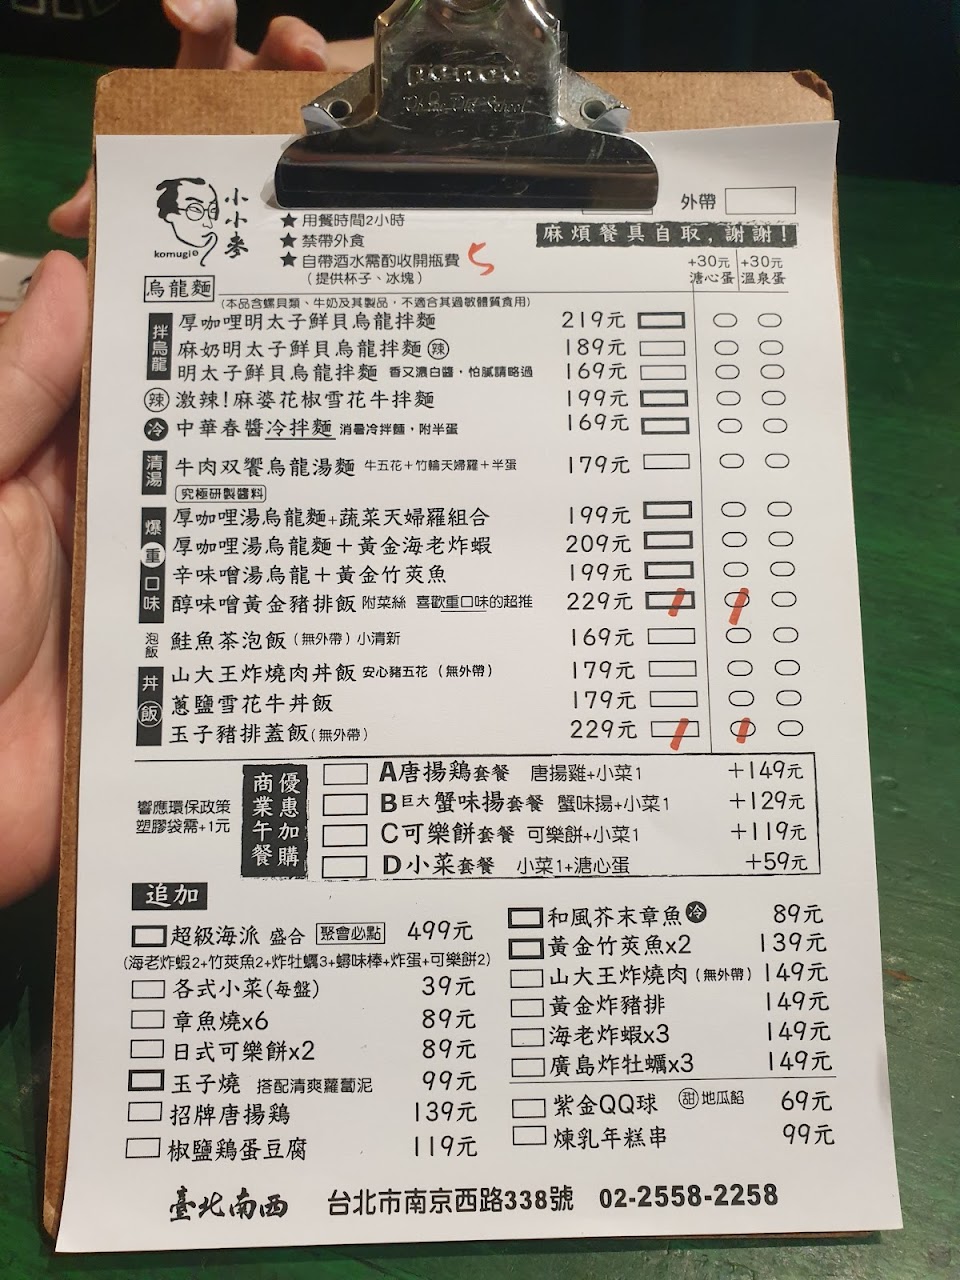 小小麥
komugi
★ 用餐時間2小時
★ 禁帶外食
★ 自帶酒水需酌收開瓶費
(提供杯子、冰塊)
5
外帶
麻煩餐具自取,謝謝!
+30元 +30元
溏心蛋 溫泉蛋
烏龍麵
(本品含螺貝類、牛奶及其製品,不適合其過敏體質食用)
拌烏龍
厚咖哩明太子鮮貝烏龍拌麵 219元
麻奶明太子鮮貝烏龍拌麵 辣 189元
明太子鮮貝烏龍拌麵 香又濃白醬,怕膩請略過 169元
辣 激辣!麻婆花椒雪花牛拌麵 199元
冷 中華春醬冷拌麵 消暑冷拌麵,附半蛋 169元
清湯 牛肉双饗烏龍湯麵 牛五花+竹輪天婦羅+半蛋 179元
究極研製醬料
爆重口味
厚咖哩湯烏龍麵+蔬菜天婦羅組合 199元
厚咖哩湯烏龍麵+黃金海老炸蝦 209元
辛味噌湯烏龍+黃金竹莢魚 199元
醇味噌黃金豬排飯 附菜絲 喜歡重口味的超推 229元
泡飯 鮭魚茶泡飯 (無外帶) 小清新 169元
丼飯
山大王炸燒肉丼飯 安心豬五花 (無外帶) 179元
蔥鹽雪花牛丼飯 179元
玉子豬排蓋飯 (無外帶) 229元
響應環保政策
塑膠袋需+1元
商業午餐
優惠加購
A唐揚鶏套餐 唐揚雞+小菜1 +149元
B巨大蟹味揚套餐 蟹味揚+小菜1 +129元
C可樂餅套餐 可樂餅+小菜1 +119元
D小菜套餐 小菜1+溏心蛋 +59元
追加
超級海派 盛合 聚會必點 499元
(海老炸蝦2+竹莢魚2+炸牡蠣3+蟳味棒+炸蛋+可樂餅2)
各式小菜(每盤) 39元
章魚燒x6 89元
日式可樂餅x2 89元
玉子燒 搭配清爽蘿蔔泥 99元
招牌唐揚鶏 139元
椒鹽鶏蛋豆腐 119元
和風芥末章魚 冷 89元
黃金竹莢魚x2 139元
山大王炸燒肉 (無外帶) 149元
黃金炸豬排 149元
海老炸蝦x3 149元
廣島炸牡蠣x3 149元
紫金QQ球 甜 地瓜餡 69元
煉乳年糕串 99元
臺北南西 台北市南京西路338號 02-2558-2258